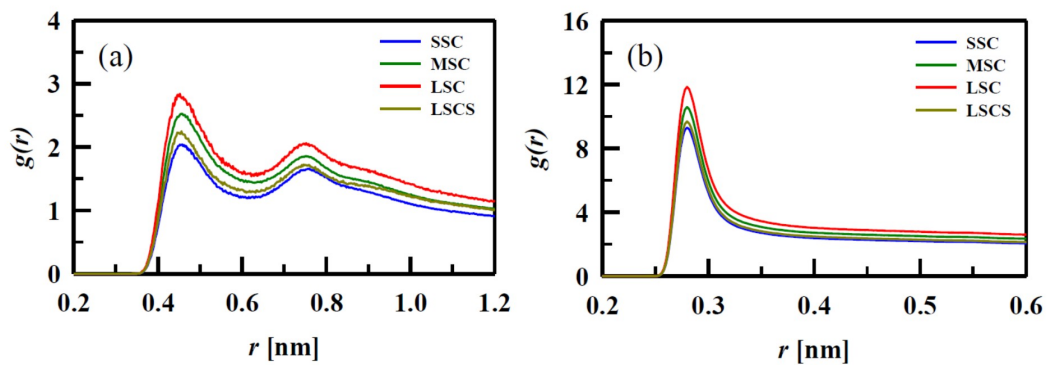 (a)
SSC
MSC
LSC
LSCS
4
3
2
1
0
g(r)
0.2 0.4 0.6 0.8 1.0 1.2
r [nm]
(b)
SSC
MSC
LSC
LSCS
16
12
8
4
0
g(r)
0.2 0.3 0.4 0.5 0.6
r [nm]